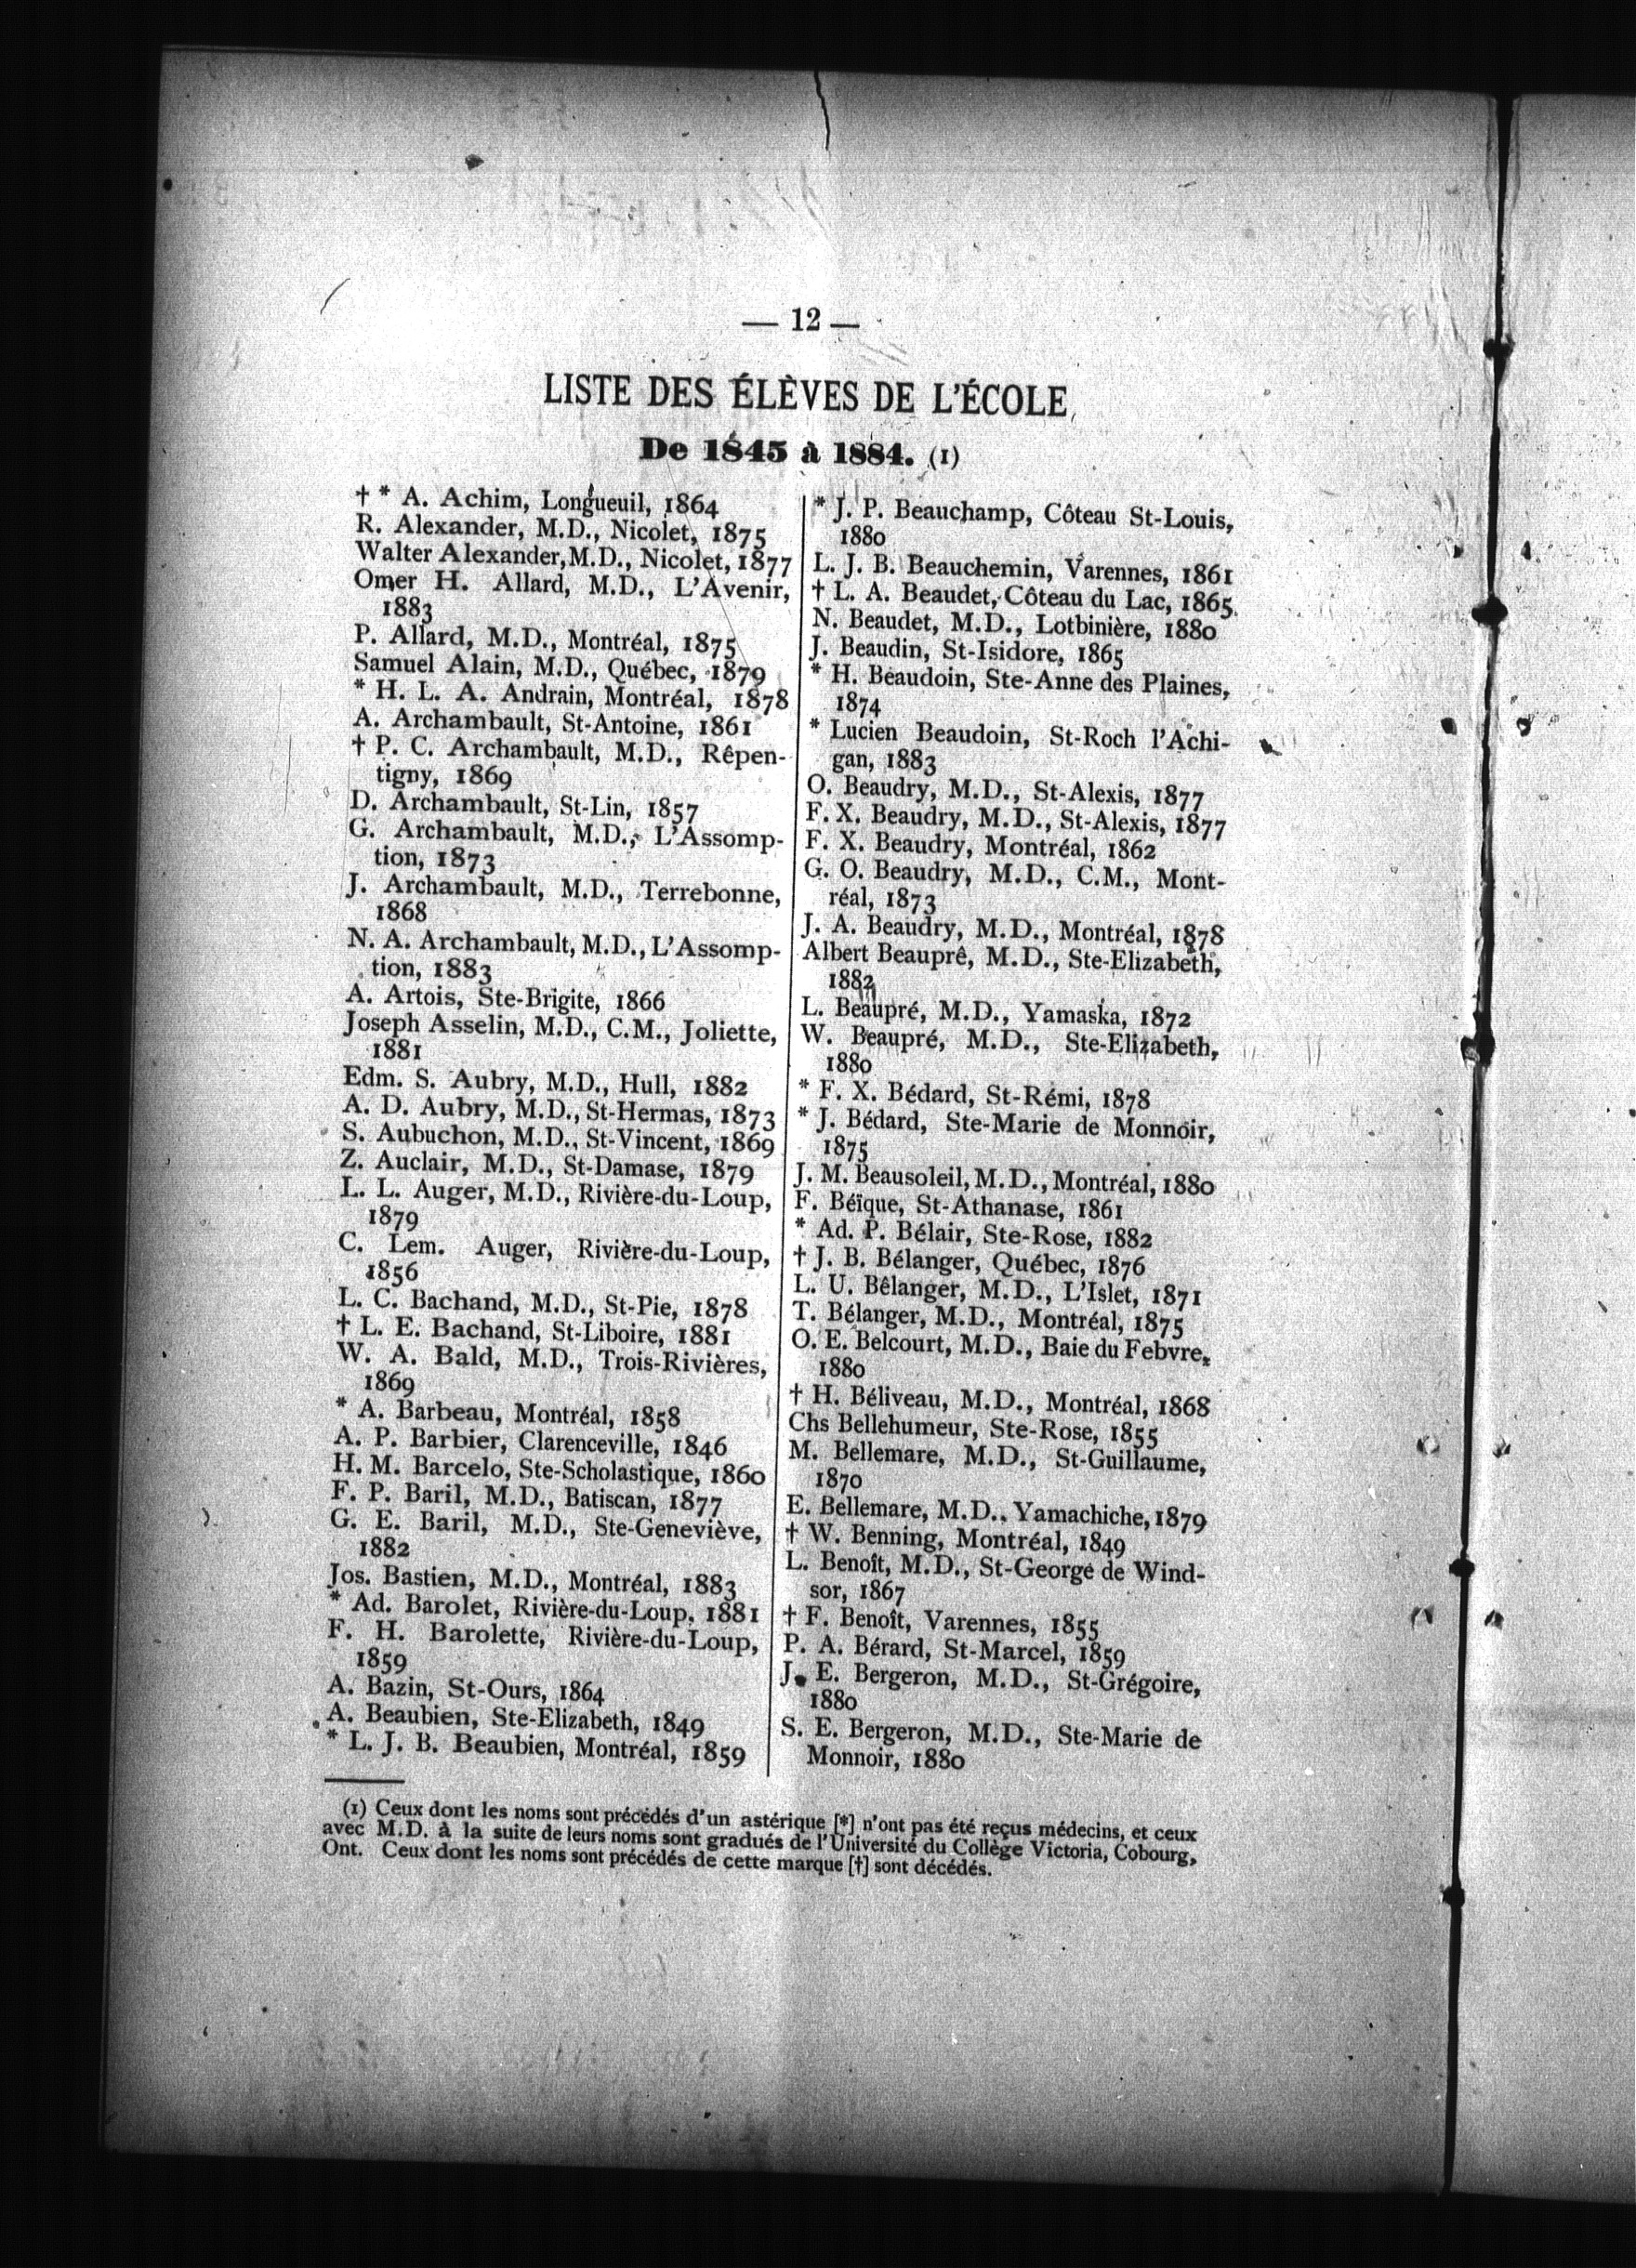 — 12 —
LISTE DES ÉLÈVES DE L'ÉCOLE
De 1845 à 1884. (1)
† * A. Achim, Longueuil, 1864
R. Alexander, M.D., Nicolet, 1875
Walter Alexander, M.D., Nicolet, 1877
Omer H. Allard, M.D., L'Avenir,
1883
P. Allard, M.D., Montréal, 1875
Samuel Alain, M.D., Québec, 1879
* H. L. A. Andrain, Montréal, 1878
A. Archambault, St-Antoine, 1861
† P. C. Archambault, M.D., Rêpen-
tigny, 1869
D. Archambault, St-Lin, 1857
G. Archambault, M.D., L'Assomp-
tion, 1873
J. Archambault, M.D., Terrebonne,
1868
N. A. Archambault, M.D., L'Assomp-
tion, 1883
A. Artois, Ste-Brigite, 1866
Joseph Asselin, M.D., C.M., Joliette,
1881
Edm. S. Aubry, M.D., Hull, 1882
A. D. Aubry, M.D., St-Hermas, 1873
S. Aubuchon, M.D., St-Vincent, 1869
Z. Auclair, M.D., St-Damase, 1879
L. L. Auger, M.D., Rivière-du-Loup,
1879
C. Lem. Auger, Rivière-du-Loup,
1856
L. C. Bachand, M.D., St-Pie, 1878
† L. E. Bachand, St-Liboire, 1881
W. A. Bald, M.D., Trois-Rivières,
1869
* A. Barbeau, Montréal, 1858
A. P. Barbier, Clarenceville, 1846
H. M. Barcelo, Ste-Scholastique, 1860
F. P. Baril, M.D., Batiscan, 1877
G. E. Baril, M.D., Ste-Geneviève,
1882
Jos. Bastien, M.D., Montréal, 1883
* Ad. Barolet, Rivière-du-Loup, 1881
F. H. Barolette, Rivière-du-Loup,
1859
A. Bazin, St-Ours, 1864
A. Beaubien, Ste-Elizabeth, 1849
* L. J. B. Beaubien, Montréal, 1859
* J. P. Beauchamp, Côteau St-Louis,
1880
L. J. B. Beauchemin, Varennes, 1861
† L. A. Beaudet, Côteau du Lac, 1865
N. Beaudet, M.D., Lotbinière, 1880
J. Beaudin, St-Isidore, 1865
* H. Beaudoin, Ste-Anne des Plaines,
1874
* Lucien Beaudoin, St-Roch l'Achi-
gan, 1883
O. Beaudry, M.D., St-Alexis, 1877
F. X. Beaudry, M.D., St-Alexis, 1877
F. X. Beaudry, Montréal, 1862
G. O. Beaudry, M.D., C.M., Mont-
réal, 1873
J. A. Beaudry, M.D., Montréal, 1878
Albert Beauprê, M.D., Ste-Elizabeth,
1882
L. Beaupré, M.D., Yamaska, 1872
W. Beaupré, M.D., Ste-Elizabeth,
1880
* F. X. Bédard, St-Rémi, 1878
* J. Bédard, Ste-Marie de Monnoir,
1875
J. M. Beausoleil, M.D., Montréal, 1880
F. Béïque, St-Athanase, 1861
* Ad. P. Bélair, Ste-Rose, 1882
† J. B. Bélanger, Québec, 1876
L. U. Bêlanger, M.D., L'Islet, 1871
T. Bélanger, M.D., Montréal, 1875
O. E. Belcourt, M.D., Baie du Febvre,
1880
† H. Béliveau, M.D., Montréal, 1868
Chs Bellehumeur, Ste-Rose, 1855
M. Bellemare, M.D., St-Guillaume,
1870
E. Bellemare, M.D., Yamachiche, 1879
† W. Benning, Montréal, 1849
L. Benoît, M.D., St-George de Wind-
sor, 1867
† F. Benoît, Varennes, 1855
P. A. Bérard, St-Marcel, 1859
J. E. Bergeron, M.D., St-Grégoire,
1880
S. E. Bergeron, M.D., Ste-Marie de
Monnoir, 1880
(1) Ceux dont les noms sont précédés d'un astérique [*] n'ont pas été reçus médecins, et ceux
avec M.D. à la suite de leurs noms sont gradués de l'Université du Collège Victoria, Cobourg,
Ont. Ceux dont les noms sont précédés de cette marque [†] sont décédés.